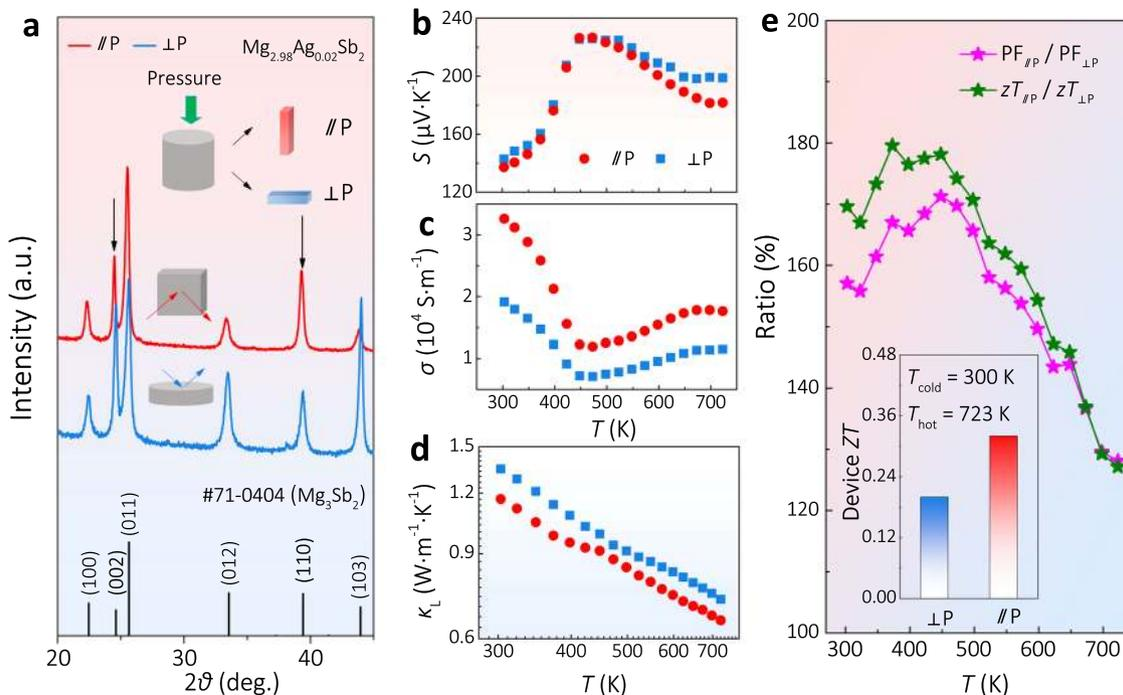 a
//P ⊥P Mg2.98Ag0.02Sb2
Pressure
//P
⊥P
Intensity (a.u.)
#71-0404 (Mg3Sb2)
(100)
(002)
(011)
(012)
(110)
(103)
20 30 40
2ϑ (deg.)
b
240
200
160
120
S (μV·K⁻¹)
//P ⊥P
c
3
2
1
σ (10⁴ S·m⁻¹)
300 400 500 600 700
T (K)
d
1.5
1.2
0.9
0.6
κL (W·m⁻¹·K⁻¹)
300 400 500 600 700
T (K)
e
200
180
160
140
120
100
Ratio (%)
PF//P / PF⊥P
zT//P / zT⊥P
0.48
0.36
0.24
0.12
0.00
Device ZT
Tcold = 300 K
Thot = 723 K
⊥P //P
300 400 500 600 700
T (K)